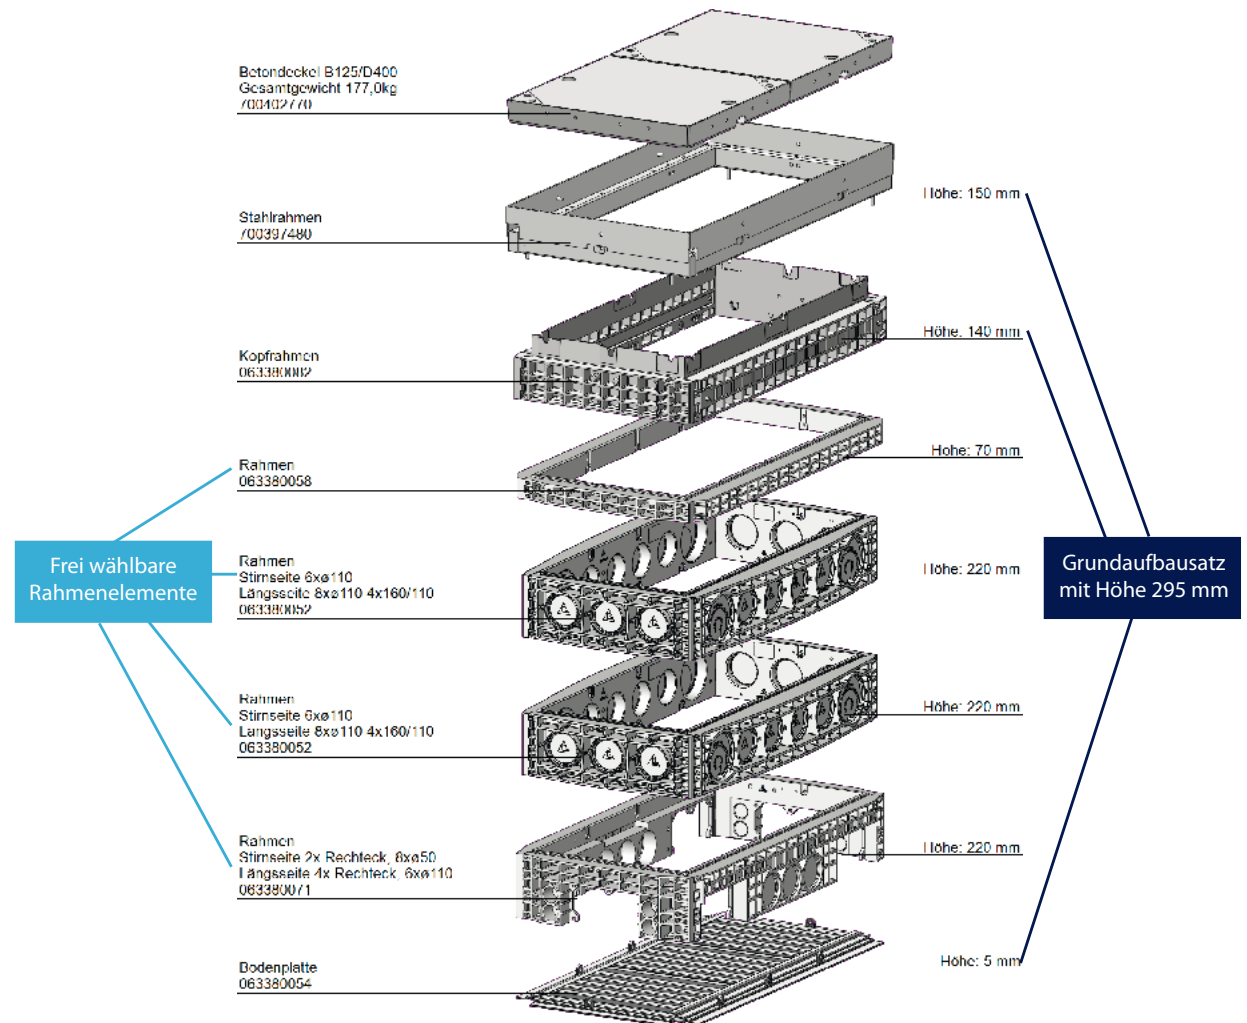 Betondeckel B125/D400
Gesamtgewicht 177,0kg
700402770
Stahlrahmen
700397480
Höhe: 150 mm
Kopfrahmen
063380002
Höhe: 140 mm
Rahmen
063380058
Höhe: 70 mm
Rahmen
Stirnseite 6xø110
Längsseite 8xø110 4x160/110
063380052
Höhe: 220 mm
Frei wählbare
Rahmenelemente
Grundaufbausatz
mit Höhe 295 mm
Rahmen
Stirnseite 6xø110
Längsseite 8xø110 4x160/110
063380052
Höhe: 220 mm
Rahmen
Stirnseite 2x Rechteck, 8xø50
Längsseite 4x Rechteck, 6xø110
063380071
Höhe: 220 mm
Bodenplatte
063380054
Höhe: 5 mm